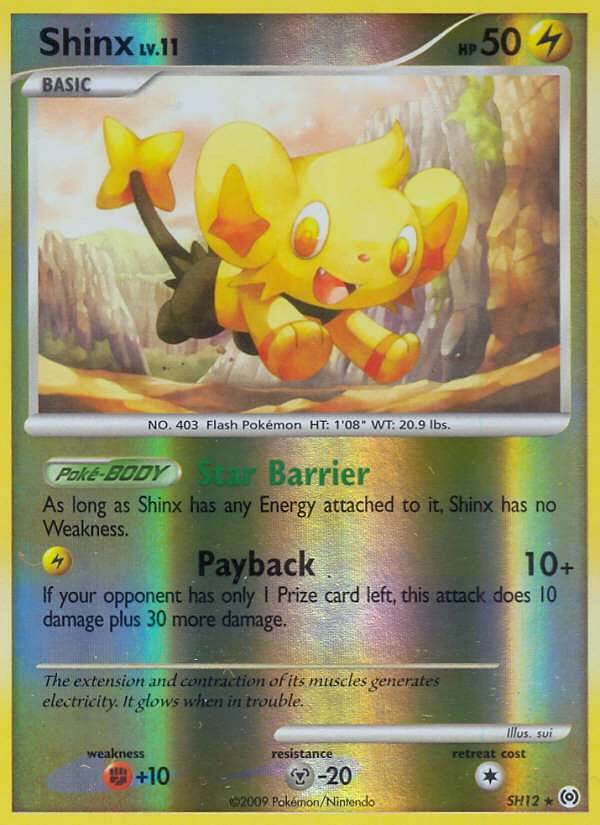 Shinx LV.11 HP 50
BASIC
NO. 403 Flash Pokémon HT: 1'08" WT: 20.9 lbs.
Poké-BODY Star Barrier
As long as Shinx has any Energy attached to it, Shinx has no
Weakness.
Payback 10+
If your opponent has only 1 Prize card left, this attack does 10
damage plus 30 more damage.
The extension and contraction of its muscles generates
electricity. It glows when in trouble.
Illus. sui
weakness resistance retreat cost
+10 -20
©2009 Pokémon/Nintendo SH12